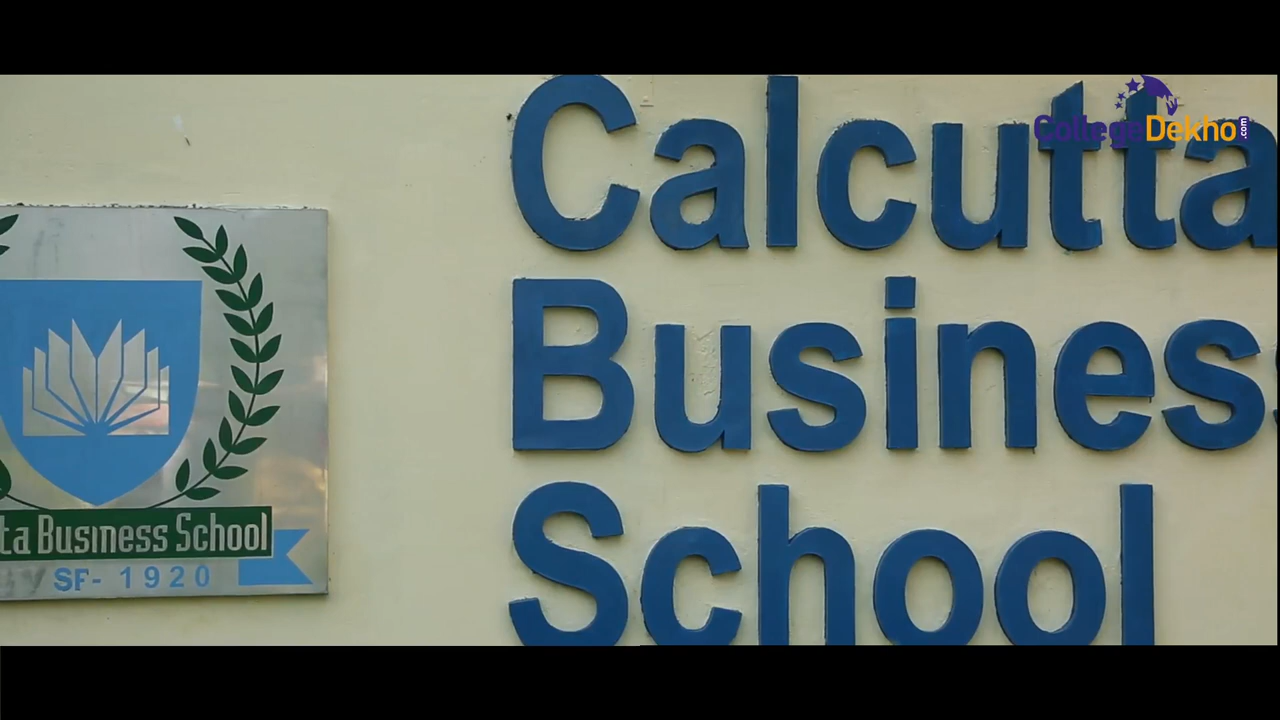 Calcutta
CollegeDekho.com
Busines
School
ta Business School
SF- 1920